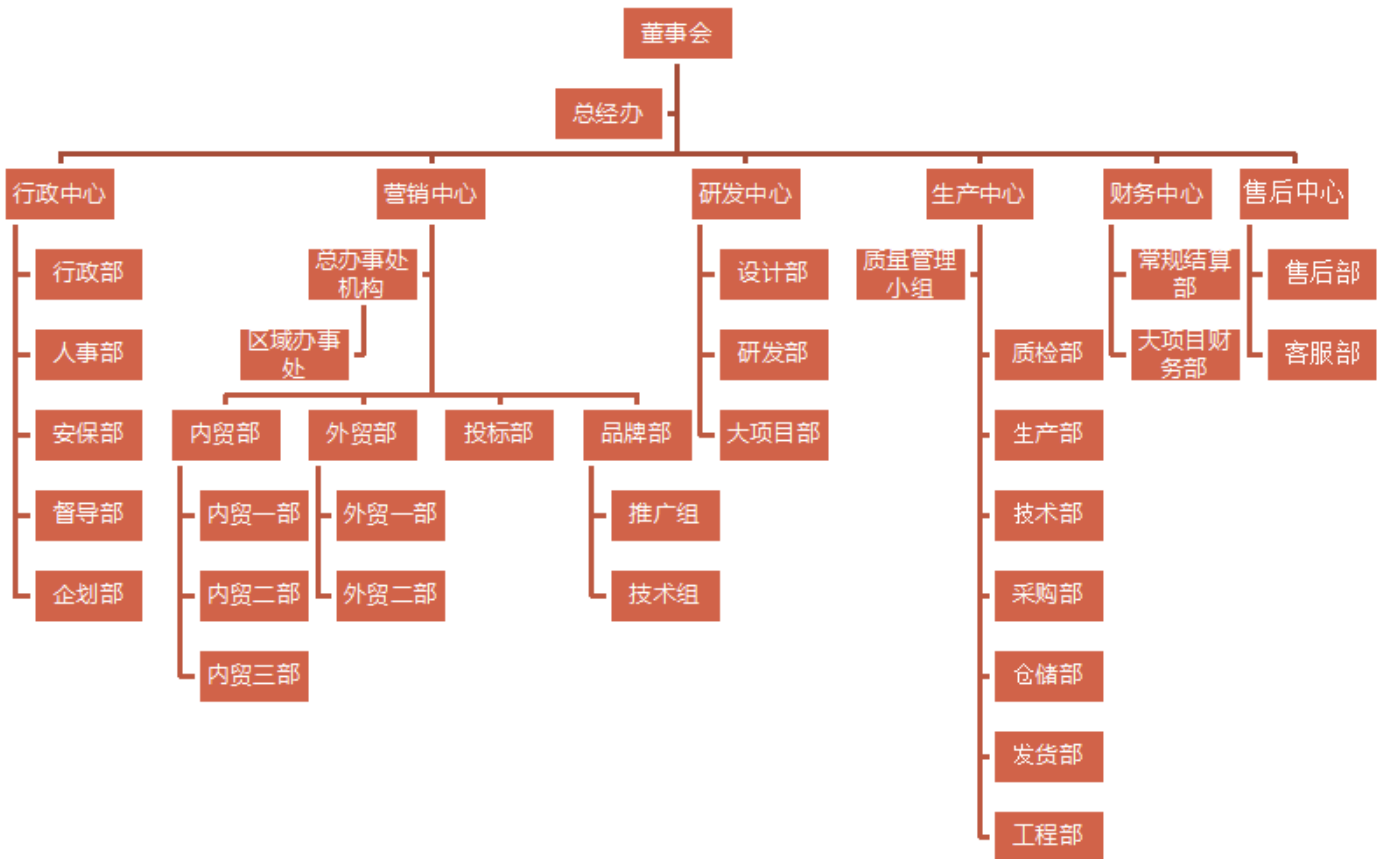 董事会
总经办
行政中心
营销中心
研发中心
生产中心
财务中心
售后中心
行政部
总办事处
机构
设计部
质量管理
小组
常规结算
部
售后部
人事部
区域办事
处
研发部
质检部
大项目财
务部
客服部
安保部
内贸部
外贸部
投标部
品牌部
大项目部
生产部
督导部
内贸一部
外贸一部
推广组
技术部
企划部
内贸二部
外贸二部
技术组
采购部
内贸三部
仓储部
发货部
工程部